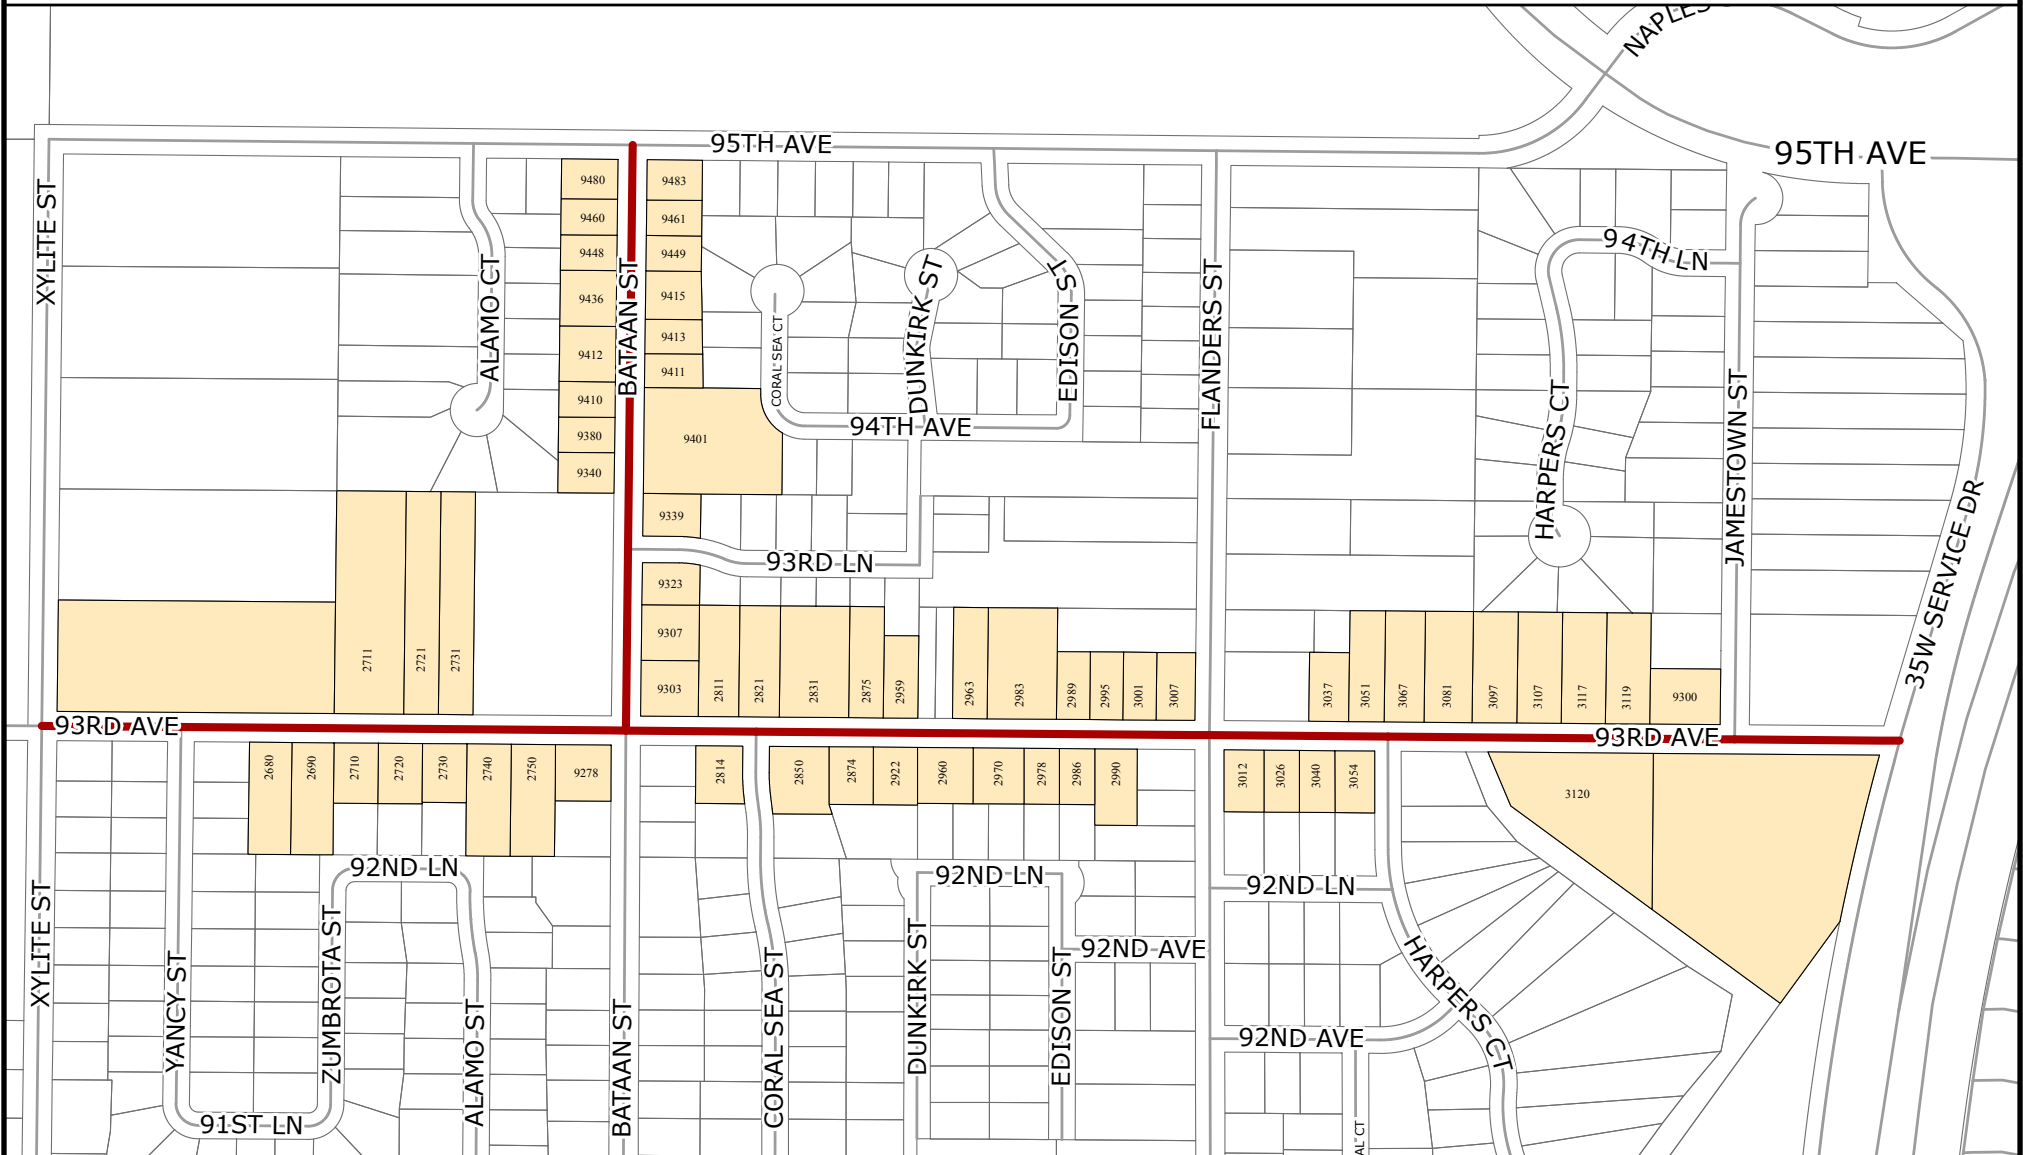 NAPLES
95TH AVE
95TH AVE
XYLITE ST
ALAMO CT
BATAAN ST
CORAL SEA CT
DUNKIRK ST
EDISON ST
FLANDERS ST
94TH LN
HARPERS CT
JAMESTOWN ST
35W SERVICE DR
9480
9460
9448
9436
9412
9410
9380
9340
9483
9461
9449
9415
9413
9411
9401
94TH AVE
9339
93RD LN
9323
9307
9303
2711
2721
2731
2811
2821
2831
2875
2959
2963
2983
2989
2995
3001
3007
3037
3051
3067
3081
3097
3107
3117
3119
9300
93RD AVE
93RD AVE
2680
2690
2710
2720
2730
2740
2750
9278
2814
2850
2874
2922
2960
2970
2978
2986
2990
3012
3026
3040
3054
3120
92ND LN
92ND LN
92ND LN
92ND AVE
92ND AVE
XYLITE ST
YANCY ST
ZUMBROTA ST
ALAMO ST
BATAAN ST
CORAL SEA ST
DUNKIRK ST
EDISON ST
HARPERS CT
91ST LN
AL CT